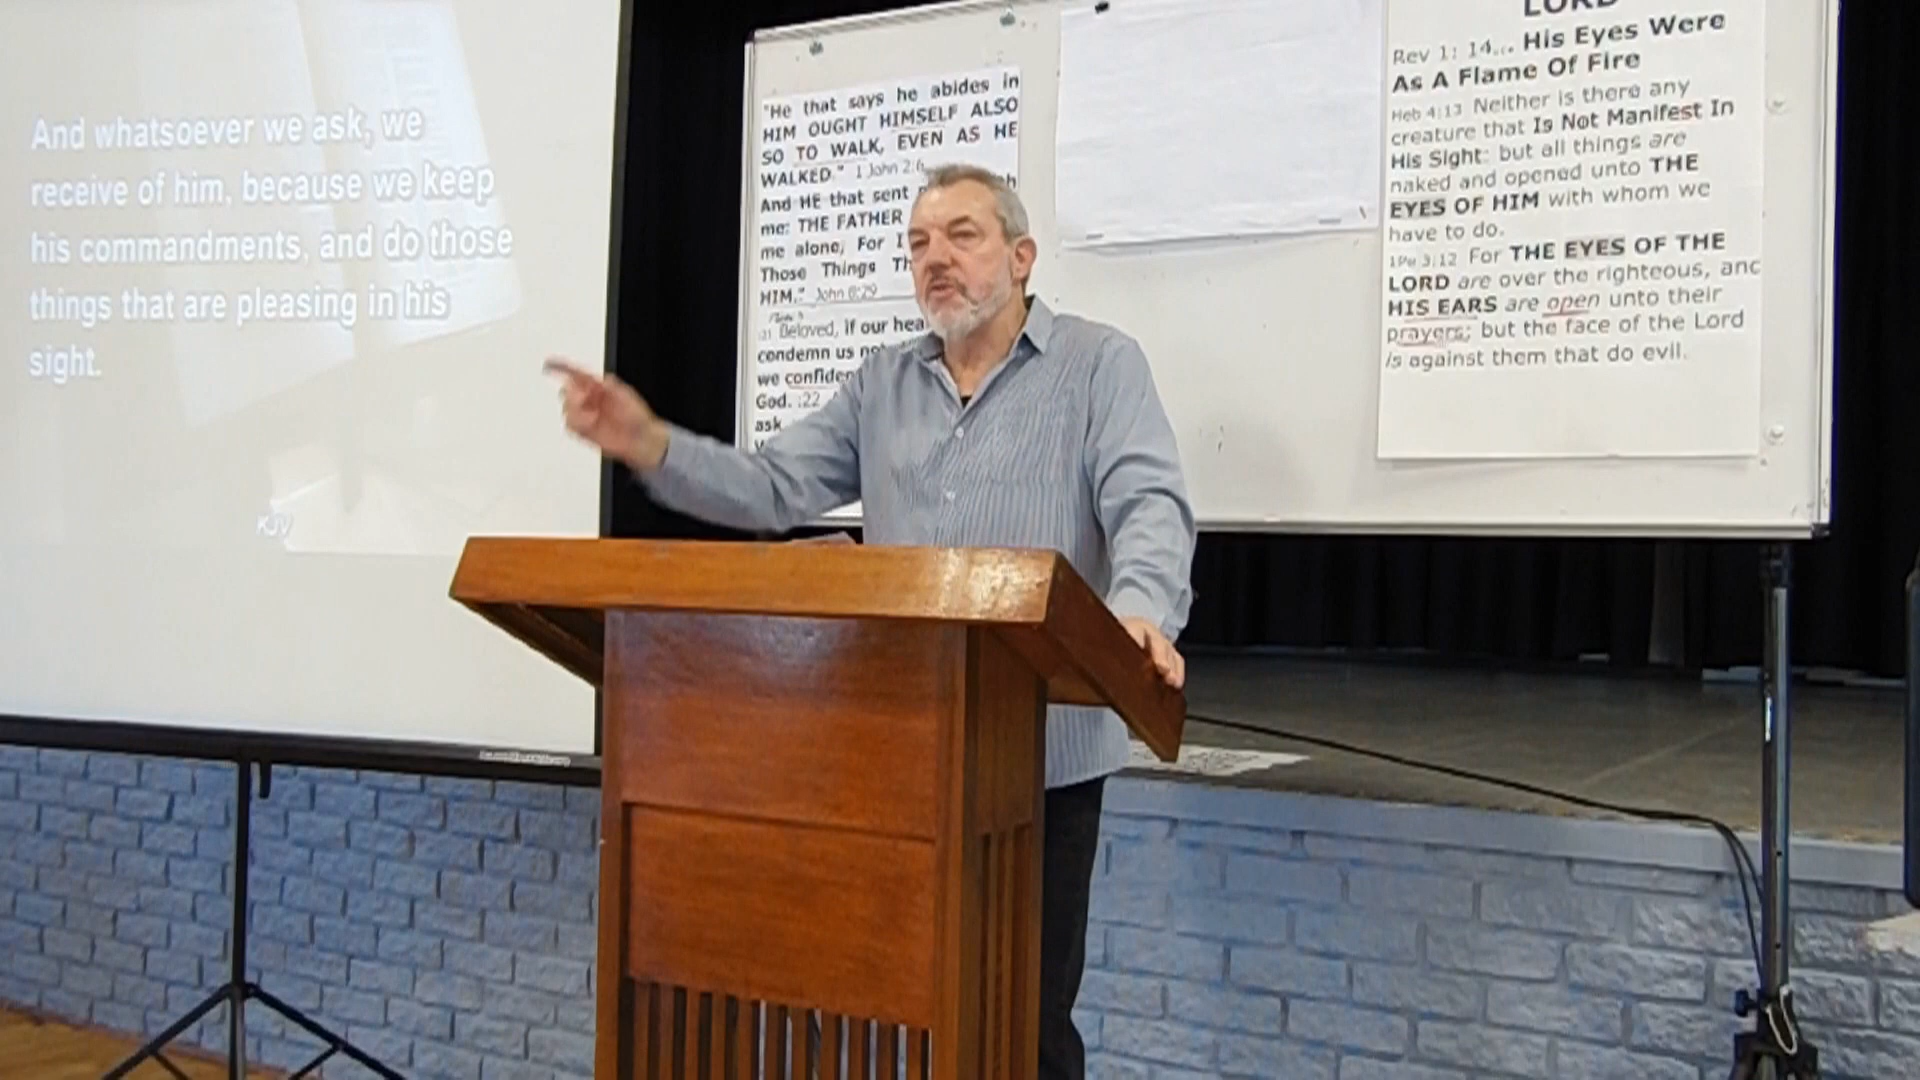 And whatsoever we ask, we
receive of him, because we keep
his commandments, and do those
things that are pleasing in his
sight.
KJV
"He that says he abides in
HIM OUGHT HIMSELF ALSO
SO TO WALK, EVEN AS HE
WALKED." 1 John 2:6
And HE that sent
me: THE FATHER
me alone, For I
Those Things
HIM." John 8:29
:21 Beloved, if our
condemn us
we
God. :22
ask
LORD
Rev 1: 14... His Eyes Were
As A Flame Of Fire
Heb 4:13 Neither is there any
creature that Is Not Manifest In
His Sight: but all things are
naked and opened unto THE
EYES OF HIM with whom we
have to do.
1Pe 3:12 For THE EYES OF THE
LORD are over the righteous, and
HIS EARS are open unto their
prayers: but the face of the Lord
is against them that do evil.